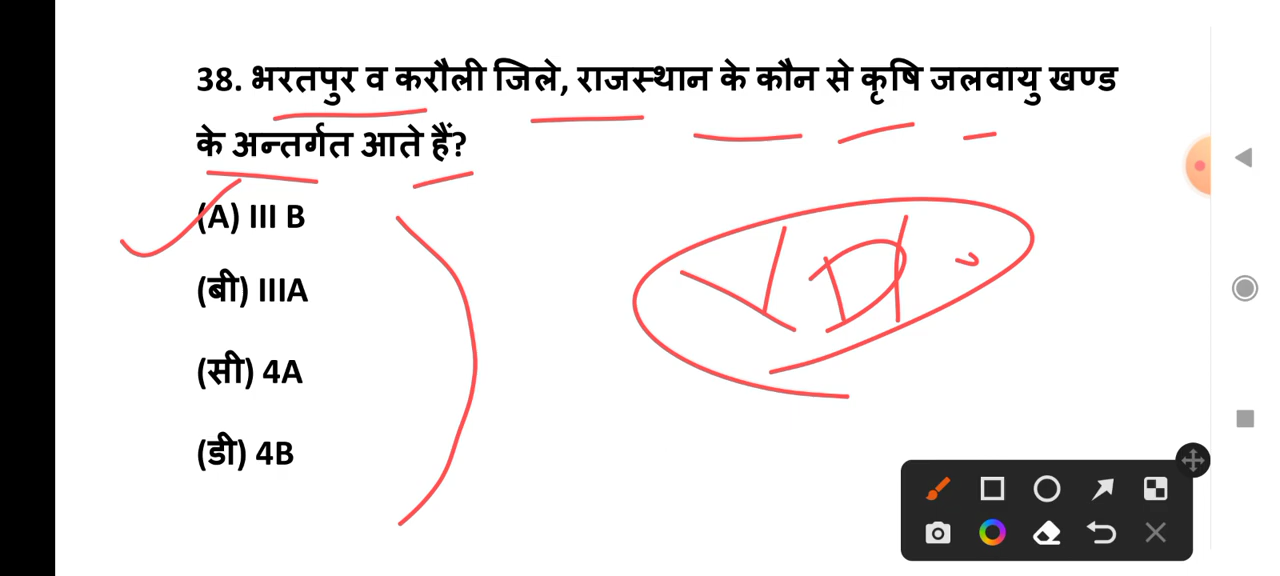 38. भरतपुर व करौली जिले, राजस्थान के कौन से कृषि जलवायु खण्ड
के अन्तर्गत आते हैं?
(A) III B
(बी) IIIA
(सी) 4A
(डी) 4B